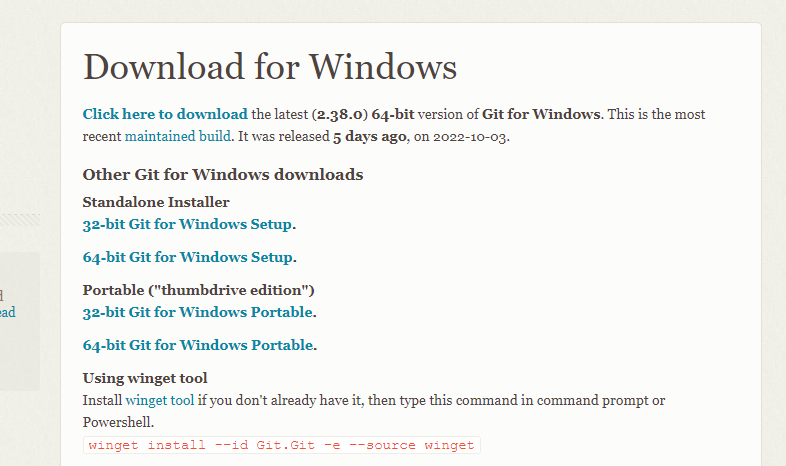 Download for Windows
Click here to download the latest (2.38.0) 64-bit version of Git for Windows. This is the most
recent maintained build. It was released 5 days ago, on 2022-10-03.
Other Git for Windows downloads
Standalone Installer
32-bit Git for Windows Setup.
64-bit Git for Windows Setup.
Portable ("thumbdrive edition")
32-bit Git for Windows Portable.
64-bit Git for Windows Portable.
Using winget tool
Install winget tool if you don't already have it, then type this command in command prompt or
Powershell.
winget install --id Git.Git -e --source winget